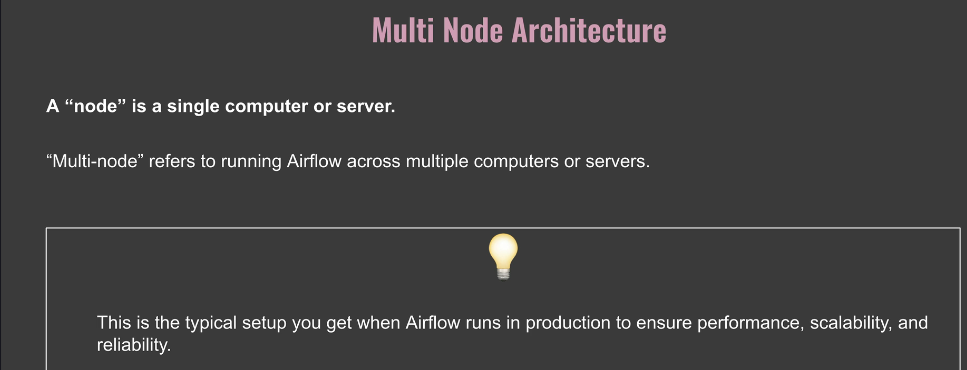 Multi Node Architecture
A “node” is a single computer or server.
“Multi-node” refers to running Airflow across multiple computers or servers.
This is the typical setup you get when Airflow runs in production to ensure performance, scalability, and
reliability.